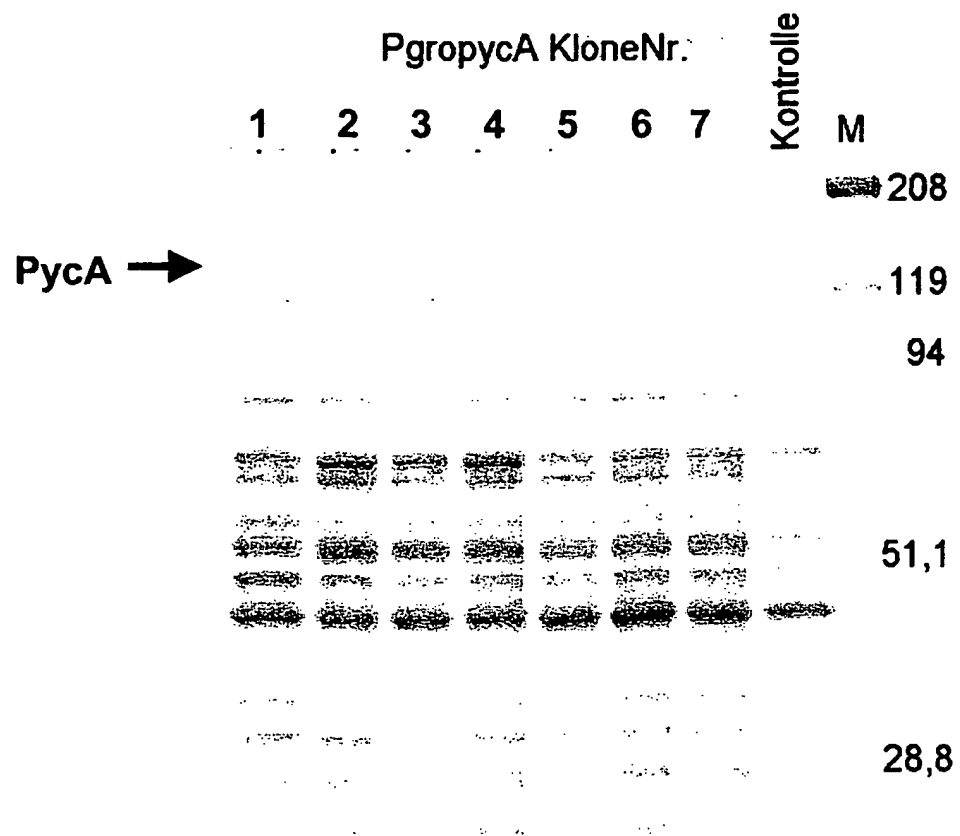 PgropycA KloneNr.
Kontrolle
1 2 3 4 5 6 7 M
208
PycA
119
94
51,1
28,8